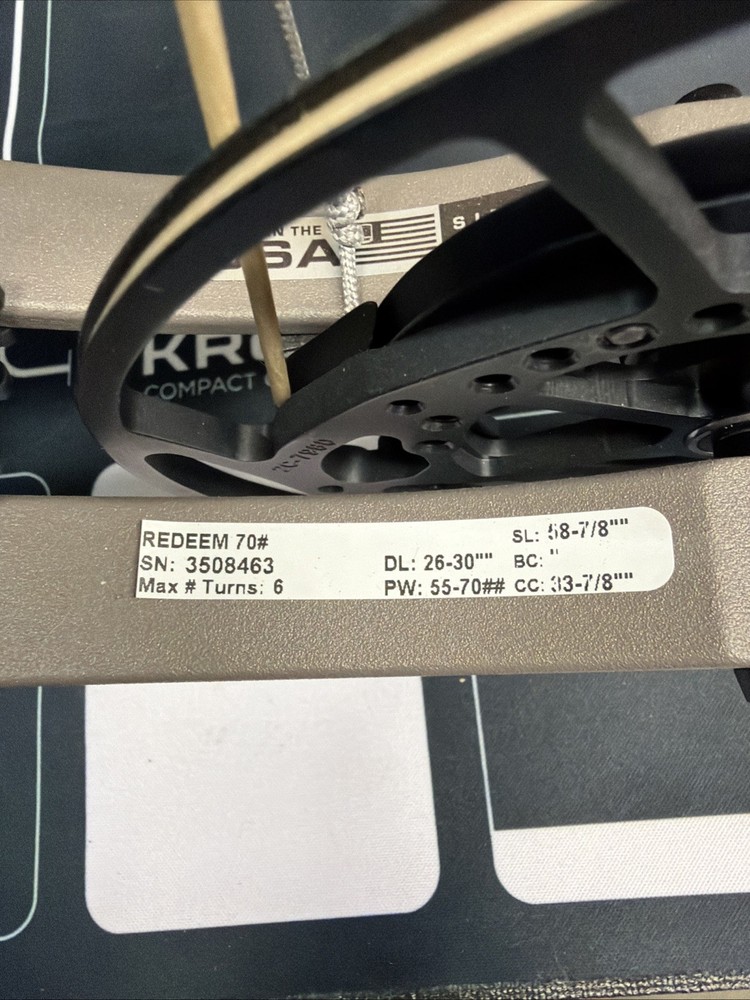 N THE
SA
KR
COMPACT
REDEEM 70#
SL: 58-7/8""
SN: 3508463
DL: 26-30""
BC: "
Max # Turns: 6
PW: 55-70##
CC: 33-7/8""